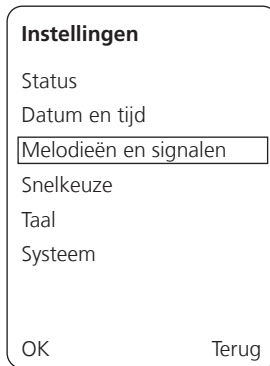 Instellingen
Status
Datum en tijd
Melodieën en signalen
Snelkeuze
Taal
Systeem
OK Terug